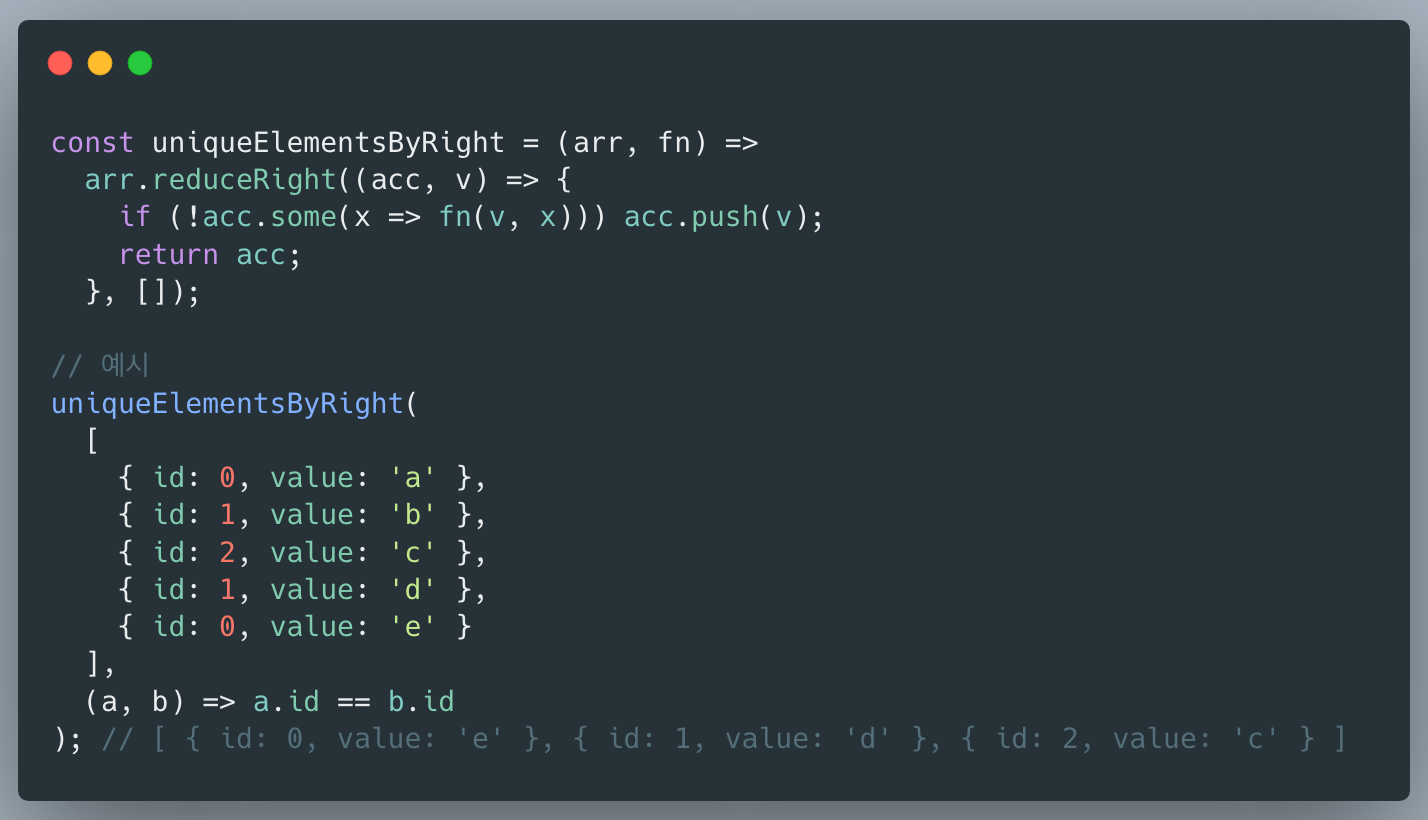 const uniqueElementsByRight = (arr, fn) =>
  arr.reduceRight((acc, v) => {
    if (!acc.some(x => fn(v, x))) acc.push(v);
    return acc;
  }, []);

// 예시
uniqueElementsByRight(
  [
    { id: 0, value: 'a' },
    { id: 1, value: 'b' },
    { id: 2, value: 'c' },
    { id: 1, value: 'd' },
    { id: 0, value: 'e' }
  ],
  (a, b) => a.id == b.id
); // [ { id: 0, value: 'e' }, { id: 1, value: 'd' }, { id: 2, value: 'c' } ]